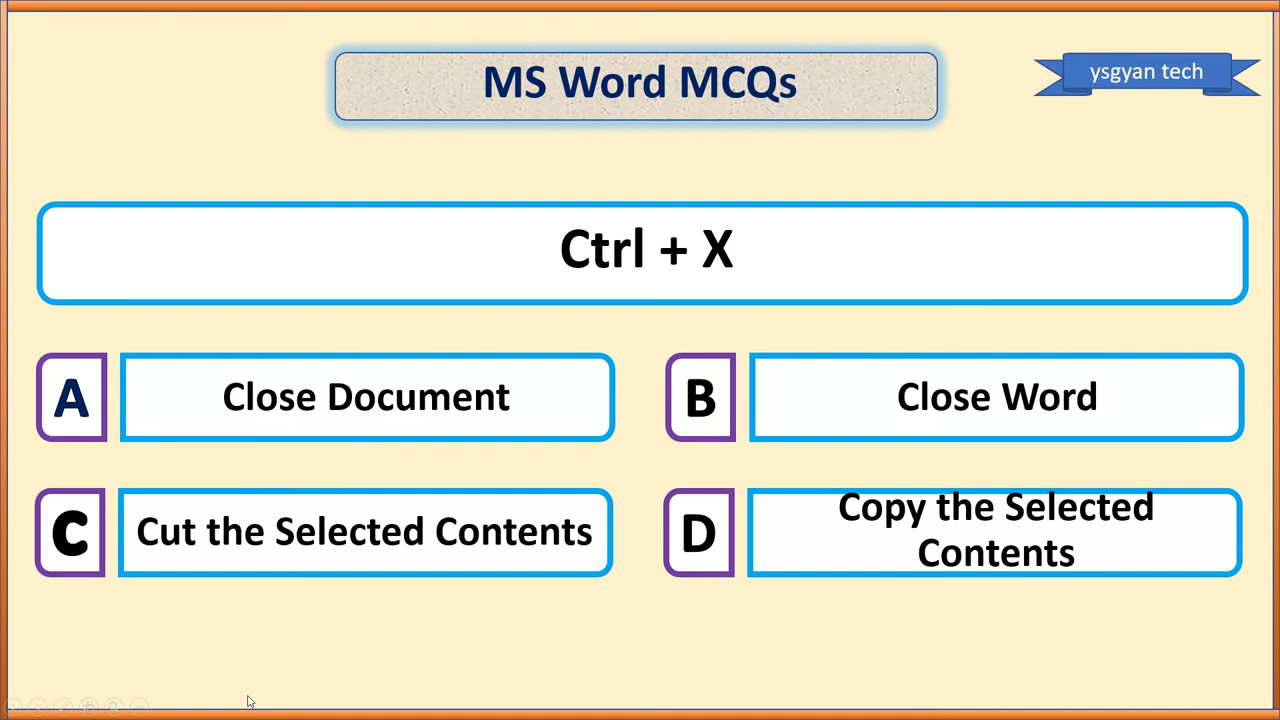 MS Word MCQs
ysgyan tech
Ctrl + X
A
Close Document
B
Close Word
C
Cut the Selected Contents
D
Copy the Selected
Contents